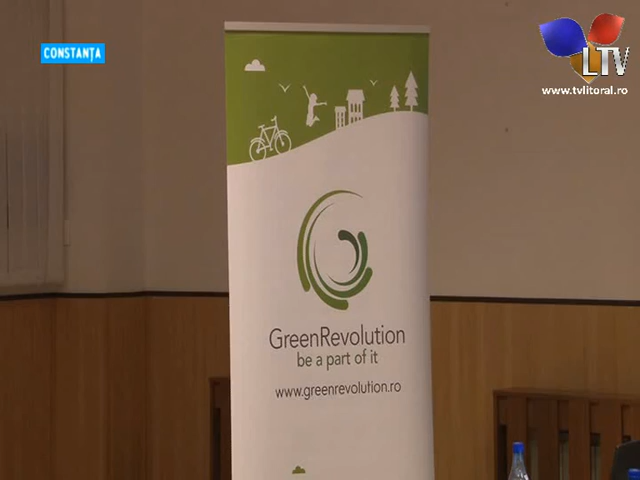 CONSTANȚA
LTV
www.tvlitoral.ro
GreenRevolution
be a part of it
www.greenrevolution.ro